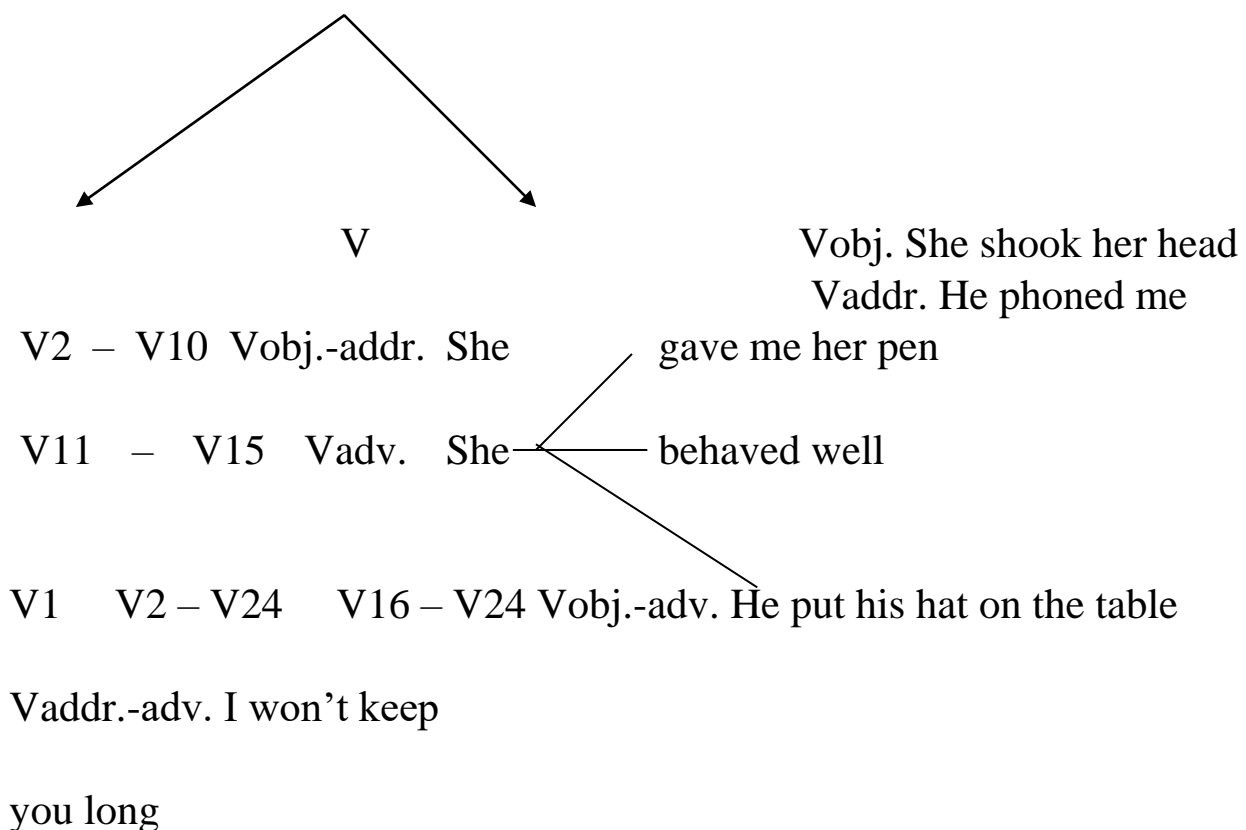 V Vobj. She shook her head
Vaddr. He phoned me
V2 – V10 Vobj.-addr. She gave me her pen
V11 – V15 Vadv. She behaved well
V1 V2 – V24 V16 – V24 Vobj.-adv. He put his hat on the table
Vaddr.-adv. I won’t keep
you long